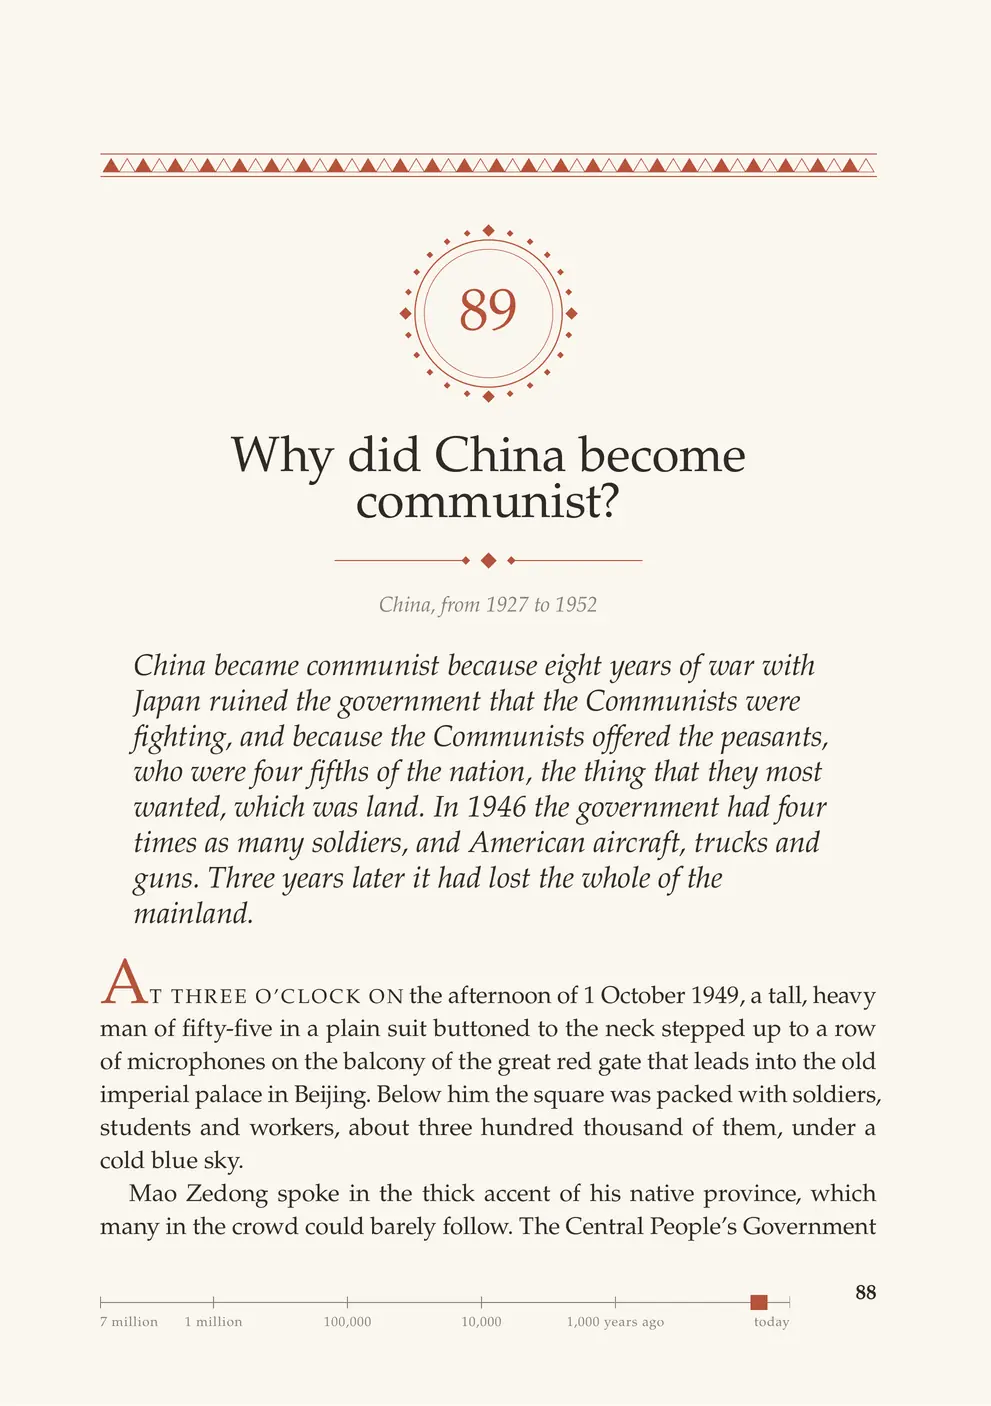 89
Why did China become
communist?
China, from 1927 to 1952
China became communist because eight years of war with
Japan ruined the government that the Communists were
fighting, and because the Communists offered the peasants,
who were four fifths of the nation, the thing that they most
wanted, which was land. In 1946 the government had four
times as many soldiers, and American aircraft, trucks and
guns. Three years later it had lost the whole of the
mainland.
AT THREE O’CLOCK ON the afternoon of 1 October 1949, a tall, heavy
man of fifty-five in a plain suit buttoned to the neck stepped up to a row
of microphones on the balcony of the great red gate that leads into the old
imperial palace in Beijing. Below him the square was packed with soldiers,
students and workers, about three hundred thousand of them, under a
cold blue sky.
Mao Zedong spoke in the thick accent of his native province, which
many in the crowd could barely follow. The Central People’s Government
88
7 million 1 million 100,000 10,000 1,000 years ago today